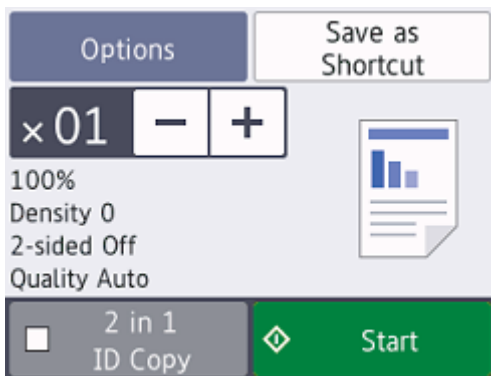 Options
Save as
Shortcut
×01
−
+
100%
Density 0
2-sided Off
Quality Auto
2 in 1
ID Copy
Start